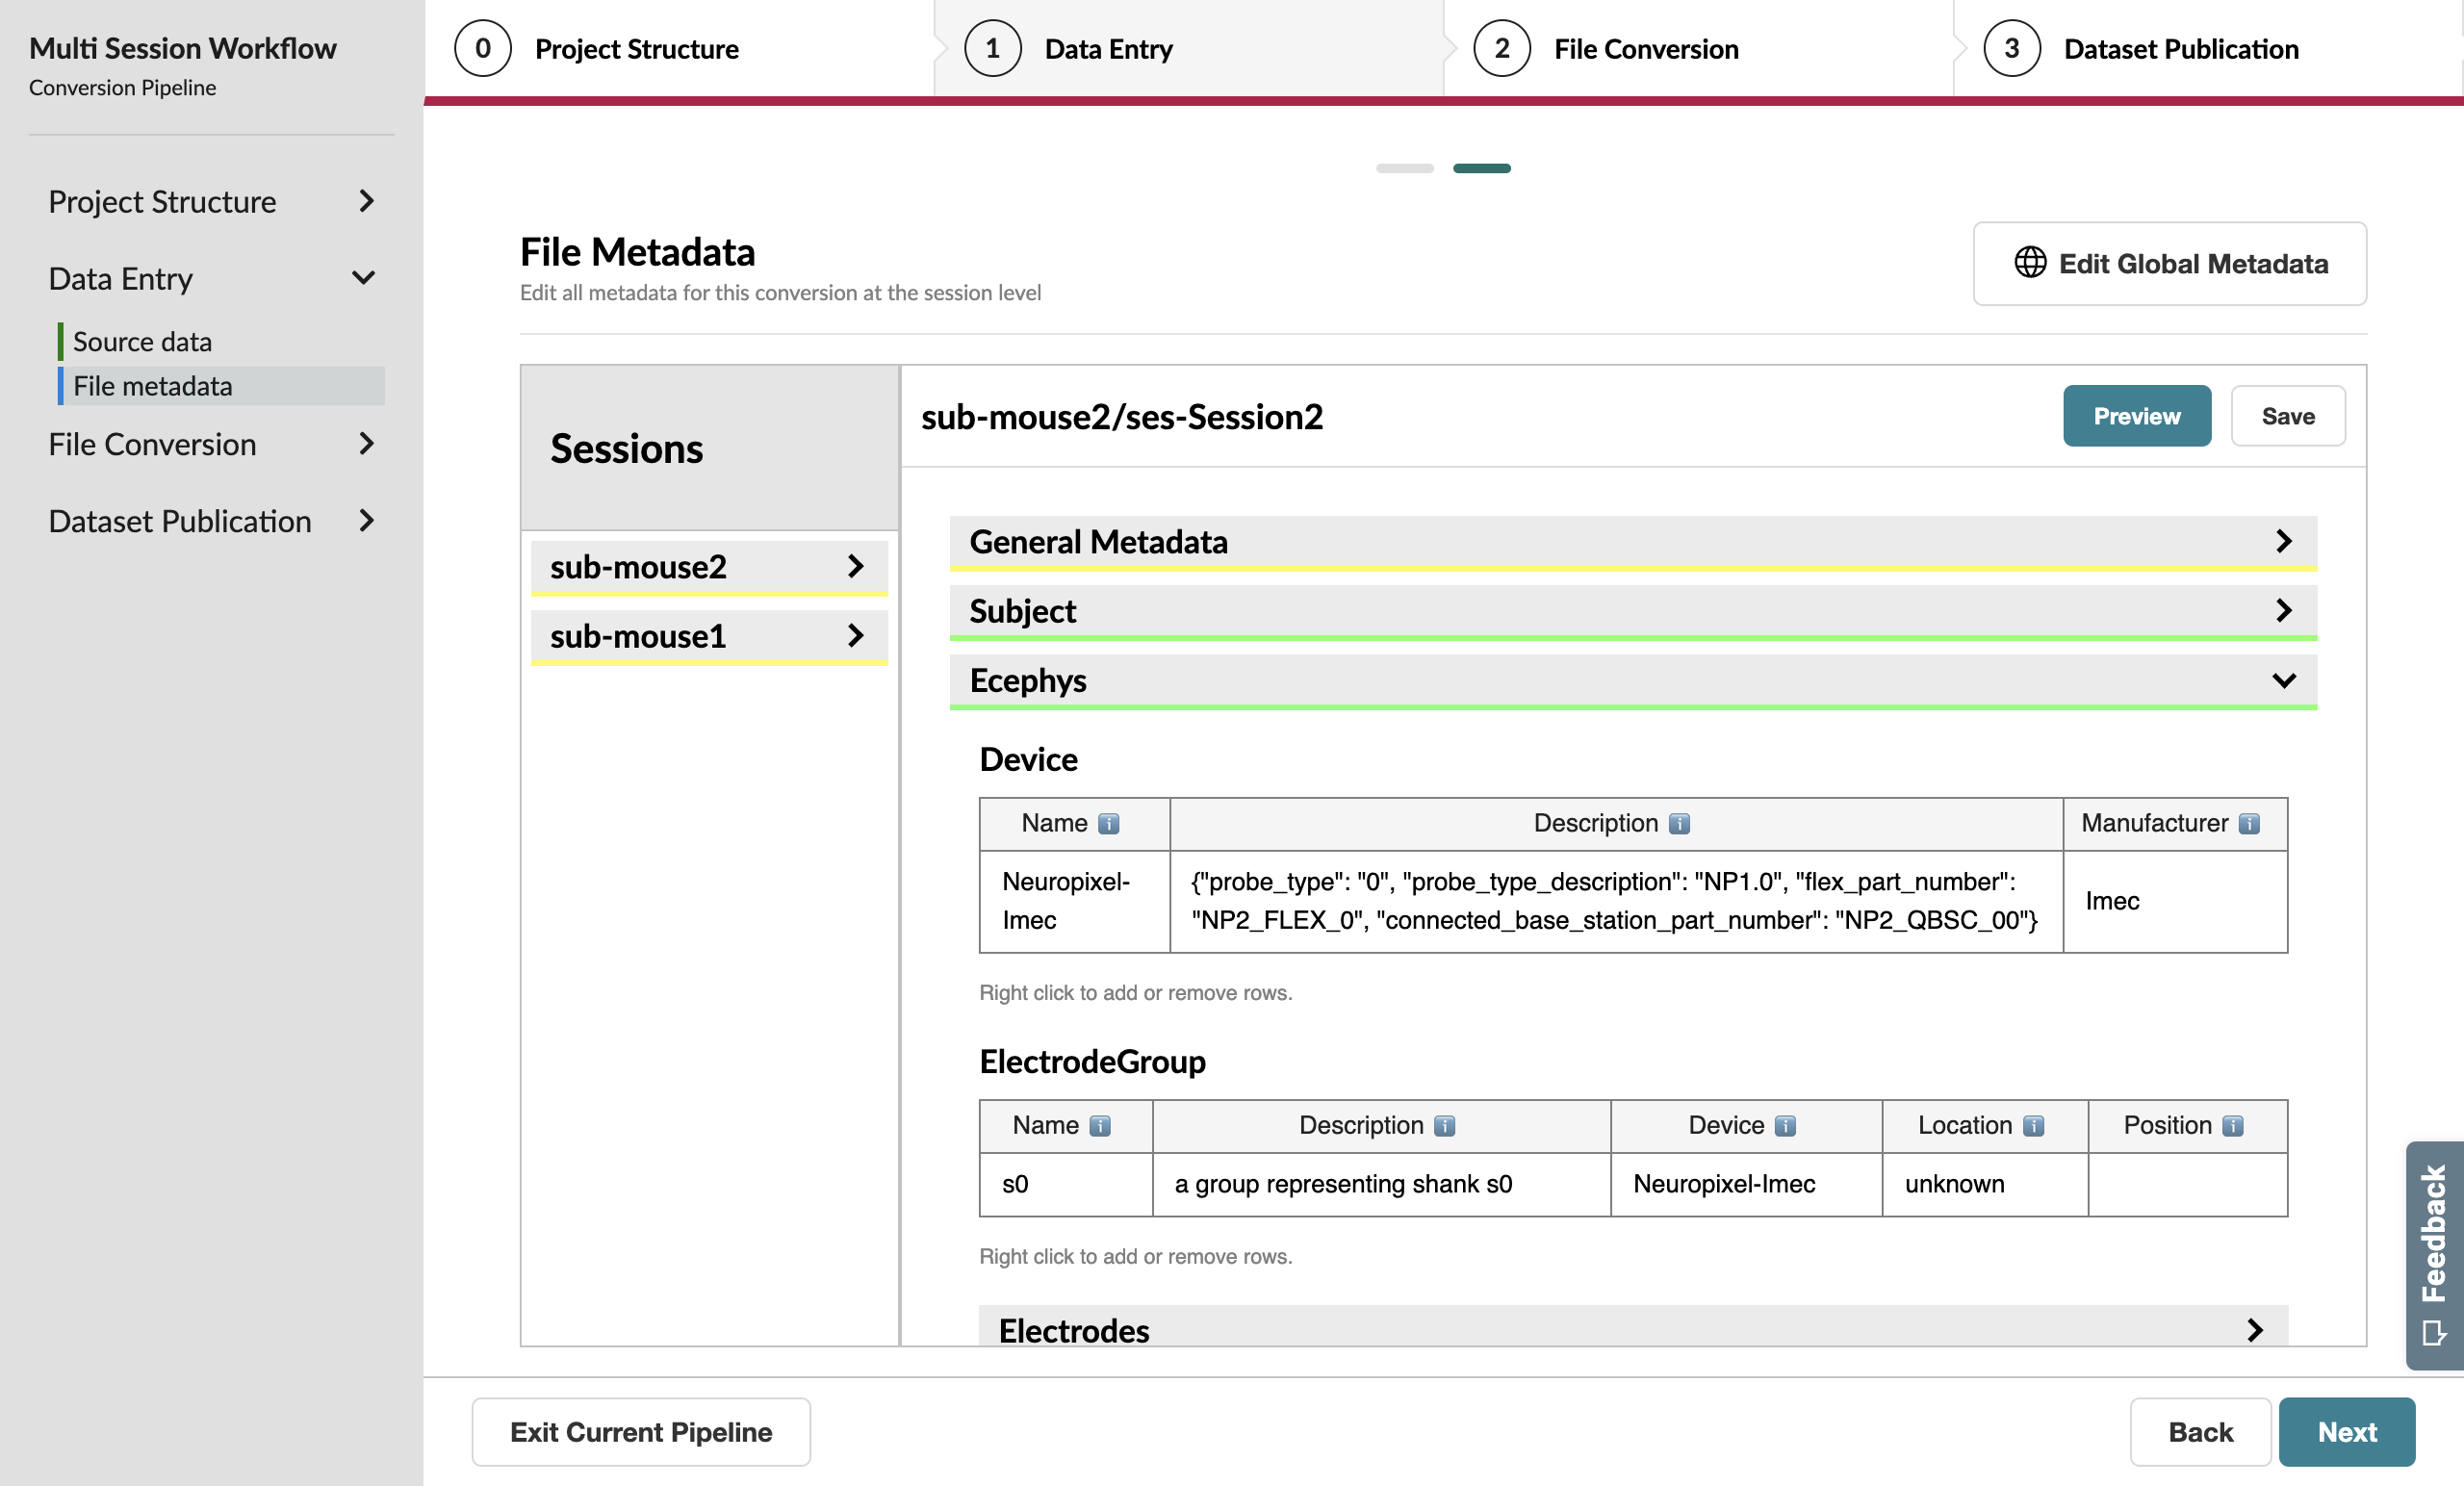 Multi Session Workflow
Conversion Pipeline
Project Structure
Data Entry
Source data
File metadata
File Conversion
Dataset Publication
0 Project Structure
1 Data Entry
2 File Conversion
3 Dataset Publication
File Metadata
Edit all metadata for this conversion at the session level
Edit Global Metadata
Sessions
sub-mouse2
sub-mouse1
sub-mouse2/ses-Session2
Preview
Save
General Metadata
Subject
Ecephys
Device
Name i Description i Manufacturer i
Neuropixel-
Imec
{"probe_type": "0", "probe_type_description": "NP1.0", "flex_part_number":
"NP2_FLEX_0", "connected_base_station_part_number": "NP2_QBSC_00"}
Imec
Right click to add or remove rows.
ElectrodeGroup
Name i Description i Device i Location i Position i
s0 a group representing shank s0 Neuropixel-Imec unknown
Right click to add or remove rows.
Electrodes
Feedback
Exit Current Pipeline
Back
Next